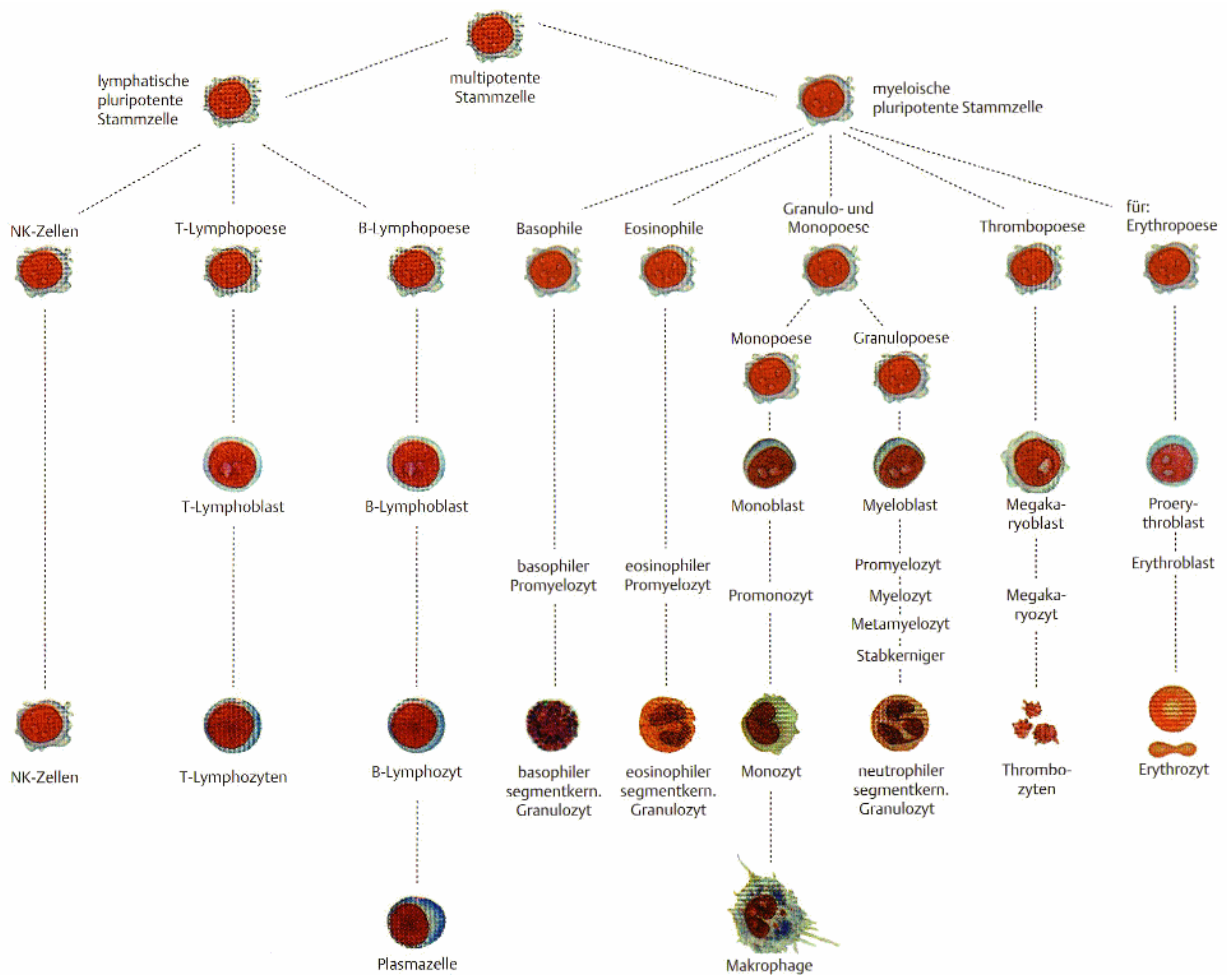 multipotente
Stammzelle
lymphatische
pluripotente
Stammzelle
myeloische
pluripotente Stammzelle
NK-Zellen
T-Lymphopoese
B-Lymphopoese
Basophile
Eosinophile
Granulo- und
Monopoese
Thrombopoese
für:
Erythropoese
Monopoese
Granulopoese
T-Lymphoblast
B-Lymphoblast
Monoblast
Myeloblast
Megaka-
ryoblast
Proery-
throblast
basophiler
Promyelozyt
eosinophiler
Promyelozyt
Promonozyt
Promyelozyt
Myelozyt
Metamyelozyt
Stabkerniger
Megaka-
ryozyt
Erythroblast
NK-Zellen
T-Lymphozyten
B-Lymphozyt
basophiler
segmentkern.
Granulozyt
eosinophiler
segmentkern.
Granulozyt
Monozyt
neutrophiler
segmentkern.
Granulozyt
Thrombo-
zyten
Erythrozyt
Plasmazelle
Makrophage